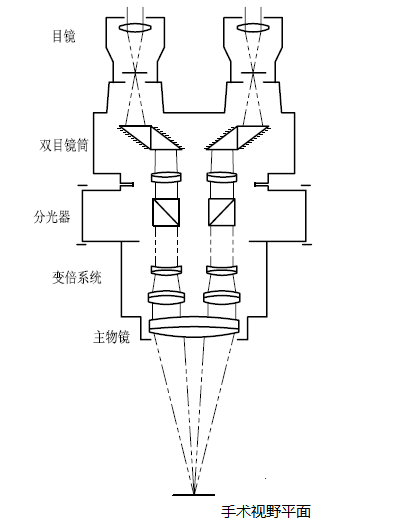 目镜
双目镜筒
分光器
变倍系统
主物镜
手术视野平面